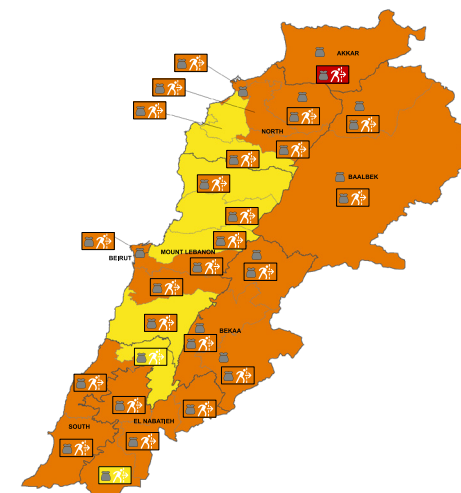 AKKAR
NORTH
BAALBEK
MOUNT LEBANON
BEIRUT
BEKAA
EL NABATIEH
SOUTH